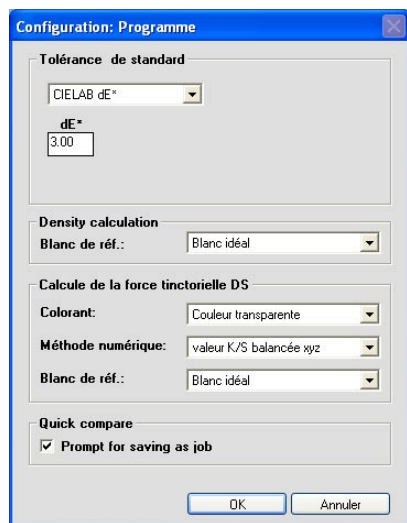 Configuration: Programme
Tolérance de standard
CIELAB dE*
dE*
3.00
Density calculation
Blanc de réf.: Blanc idéal
Calcule de la force tinctorielle DS
Colorant: Couleur transparente
Méthode numérique: valeur K/S balancée xyz
Blanc de réf.: Blanc idéal
Quick compare
Prompt for saving as job
OK Annuler